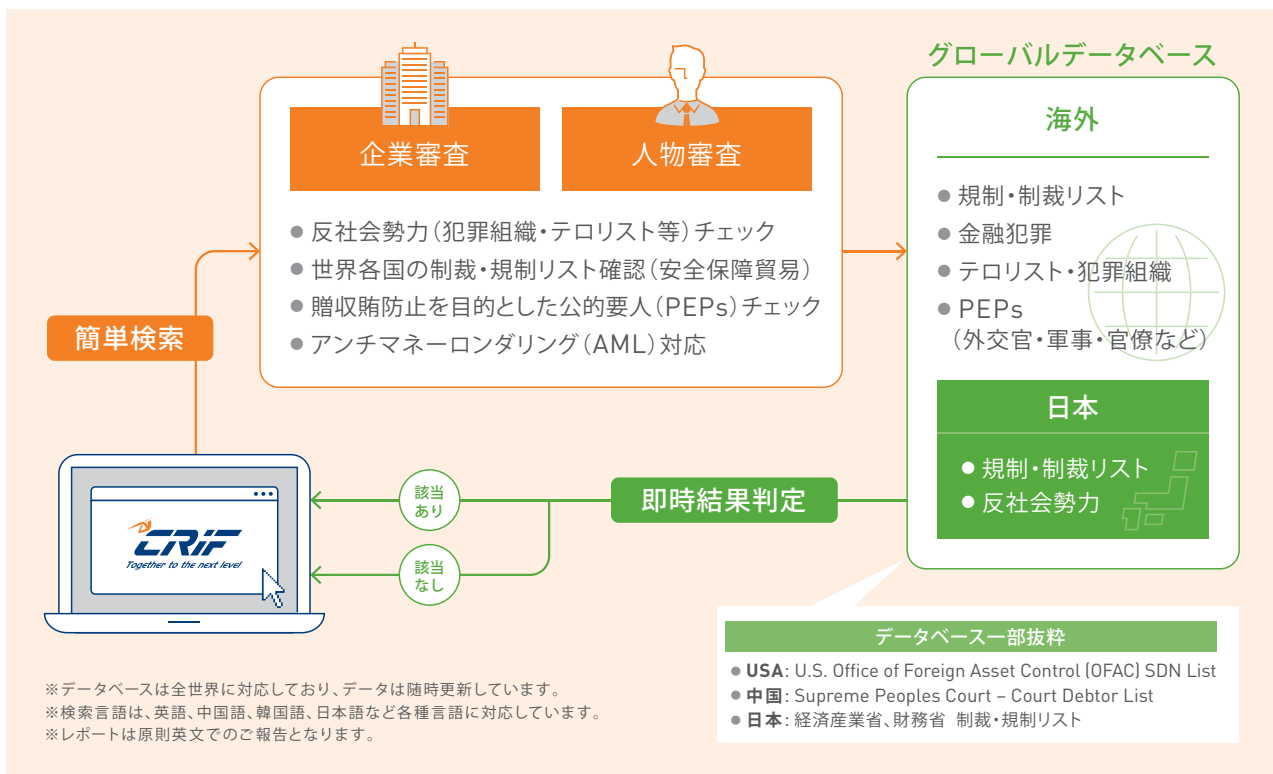 企業審査
人物審査
● 反社会勢力(犯罪組織・テロリスト等)チェック
● 世界各国の制裁・規制リスト確認(安全保障貿易)
● 贈収賄防止を目的とした公的要人(PEPs)チェック
● アンチマネーロンダリング(AML)対応
グローバルデータベース
海外
● 規制・制裁リスト
● 金融犯罪
● テロリスト・犯罪組織
● PEPs
(外交官・軍事・官僚など)
日本
● 規制・制裁リスト
● 反社会勢力
簡単検索
即時結果判定
該当
あり
該当
なし
CRIF
Together to the next level
データベース一部抜粋
● USA: U.S. Office of Foreign Asset Control (OFAC) SDN List
● 中国: Supreme Peoples Court – Court Debtor List
● 日本: 経済産業省、財務省 制裁・規制リスト
※データベースは全世界に対応しており、データは随時更新しています。
※検索言語は、英語、中国語、韓国語、日本語など各種言語に対応しています。
※レポートは原則英文でのご報告となります。